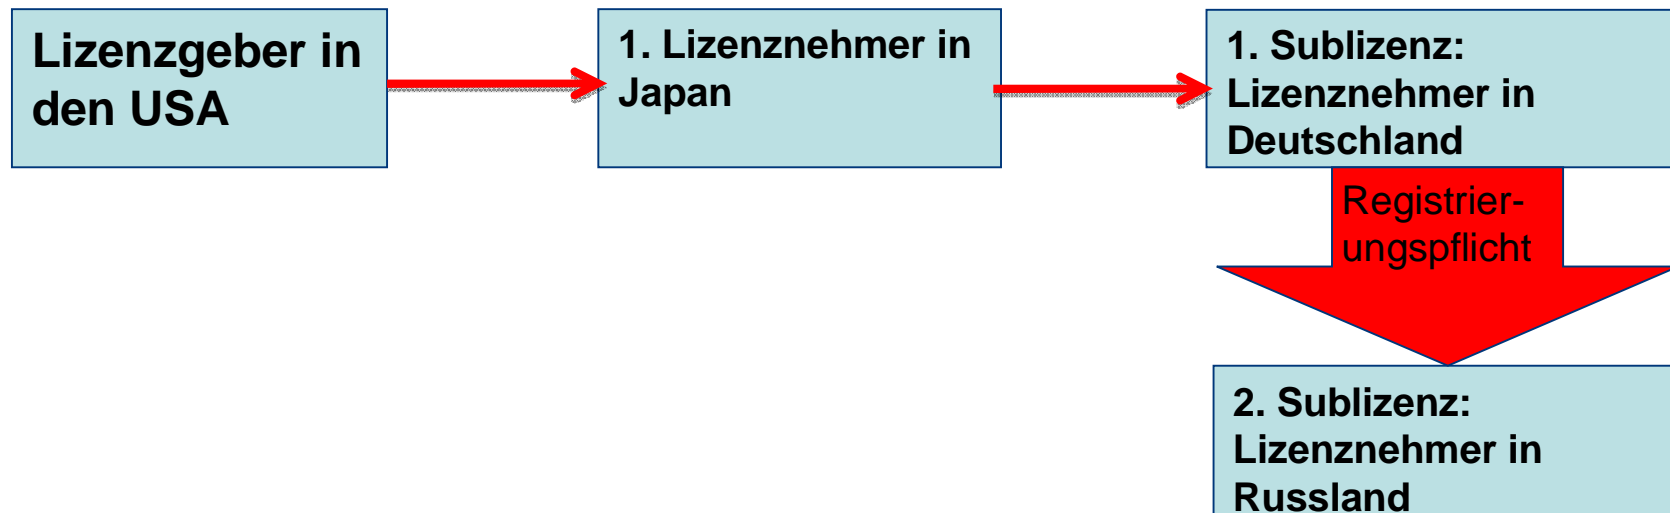 Lizenzgeber in
den USA
1. Lizenznehmer in
Japan
1. Sublizenz:
Lizenznehmer in
Deutschland
Registrier-
ungspflicht
2. Sublizenz:
Lizenznehmer in
Russland